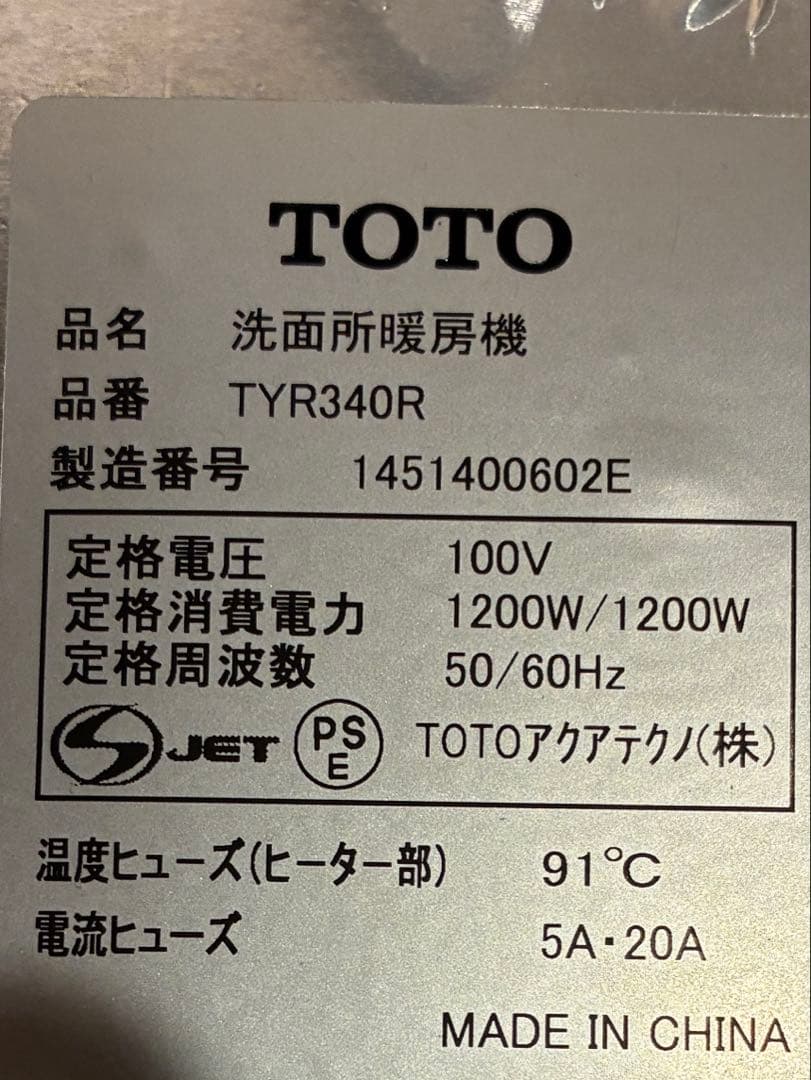 TOTO
品名 洗面所暖房機
品番 TYR340R
製造番号 1451400602E
定格電圧 100V
定格消費電力 1200W/1200W
定格周波数 50/60Hz
S JET PSE TOTOアクアテクノ(株)
温度ヒューズ(ヒーター部) 91℃
電流ヒューズ 5A・20A
MADE IN CHINA